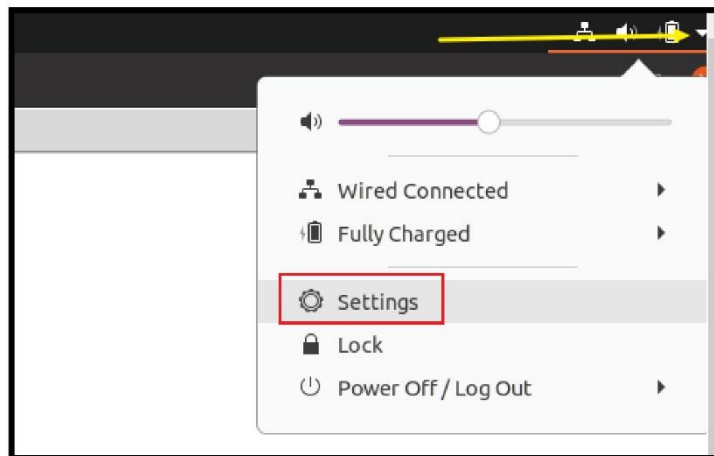 Wired Connected
Fully Charged
Settings
Lock
Power Off / Log Out